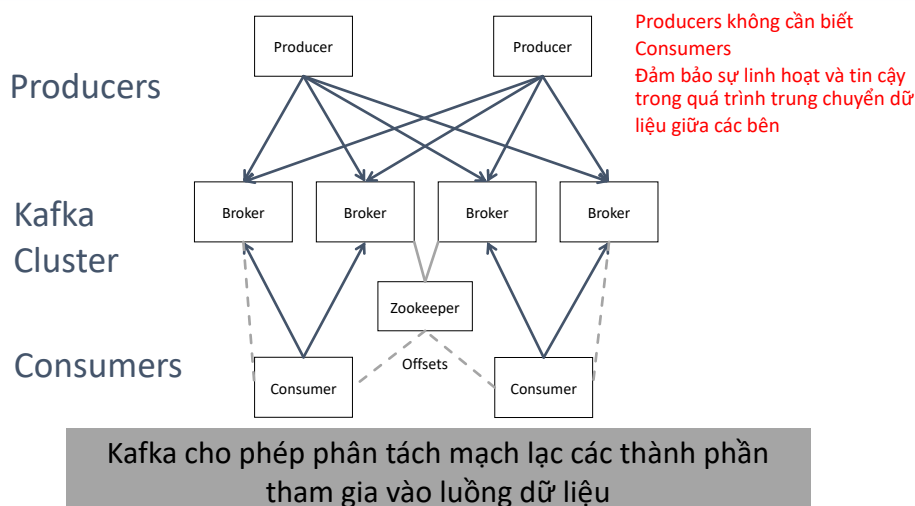 Producer
Producer
Producers không cần biết
Consumers
Đảm bảo sự linh hoạt và tin cậy
trong quá trình trung chuyển dữ
liệu giữa các bên
Producers
Broker
Broker
Broker
Broker
Kafka
Cluster
Zookeeper
Consumers
Offsets
Consumer
Consumer
Kafka cho phép phân tách mạch lạc các thành phần
tham gia vào luồng dữ liệu